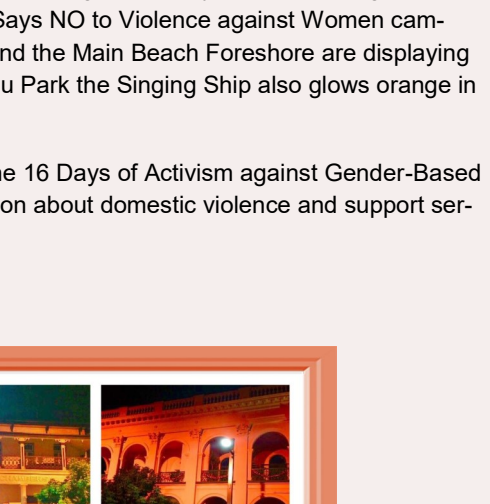 Says NO to Violence against Women cam-
nd the Main Beach Foreshore are displaying
u Park the Singing Ship also glows orange in
e 16 Days of Activism against Gender-Based
on about domestic violence and support ser-